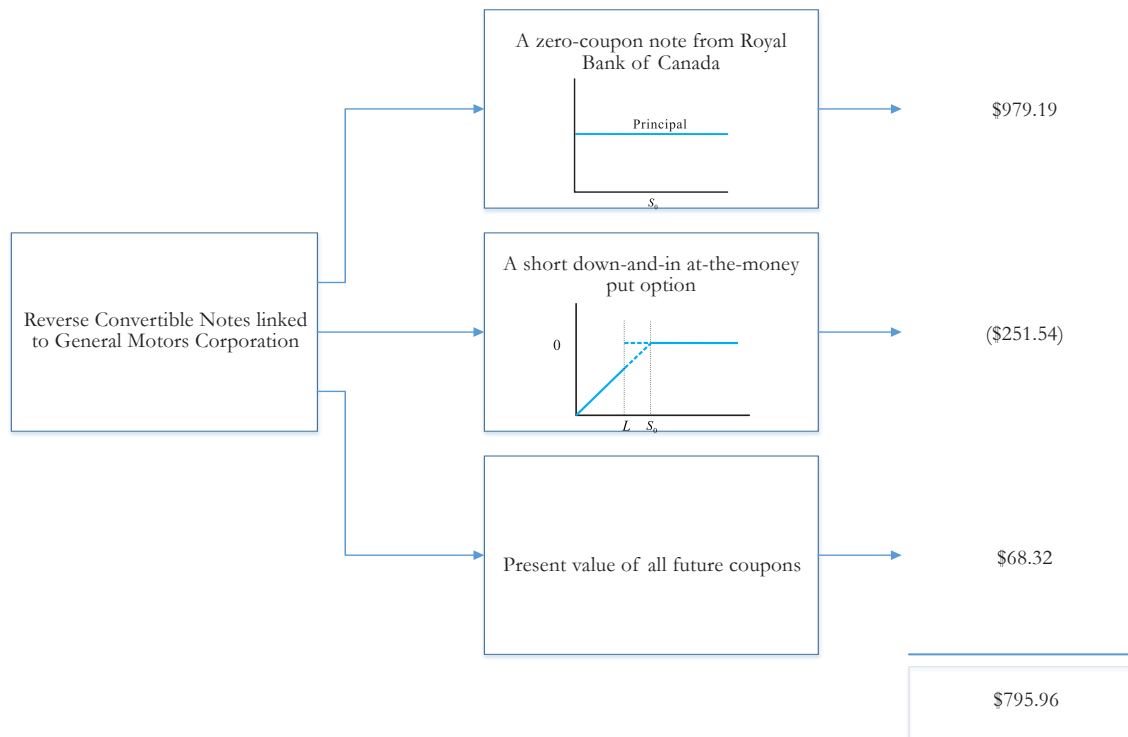 A zero-coupon note from Royal
Bank of Canada
Principal
S₀
$979.19
Reverse Convertible Notes linked
to General Motors Corporation
A short down-and-in at-the-money
put option
0
L S₀
($251.54)
Present value of all future coupons
$68.32
$795.96